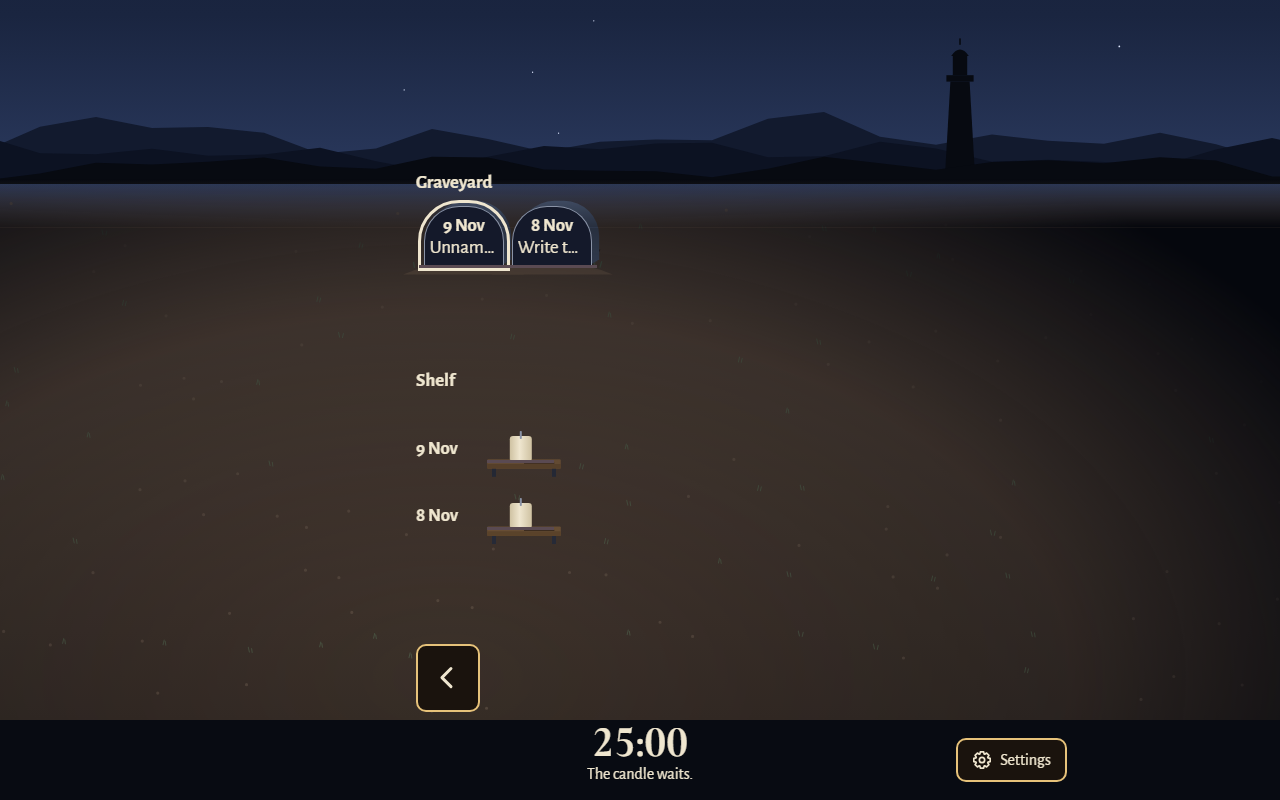 Graveyard
9 Nov
Unnam...
8 Nov
Write t...
Shelf
9 Nov
8 Nov
25:00
The candle waits.
Settings